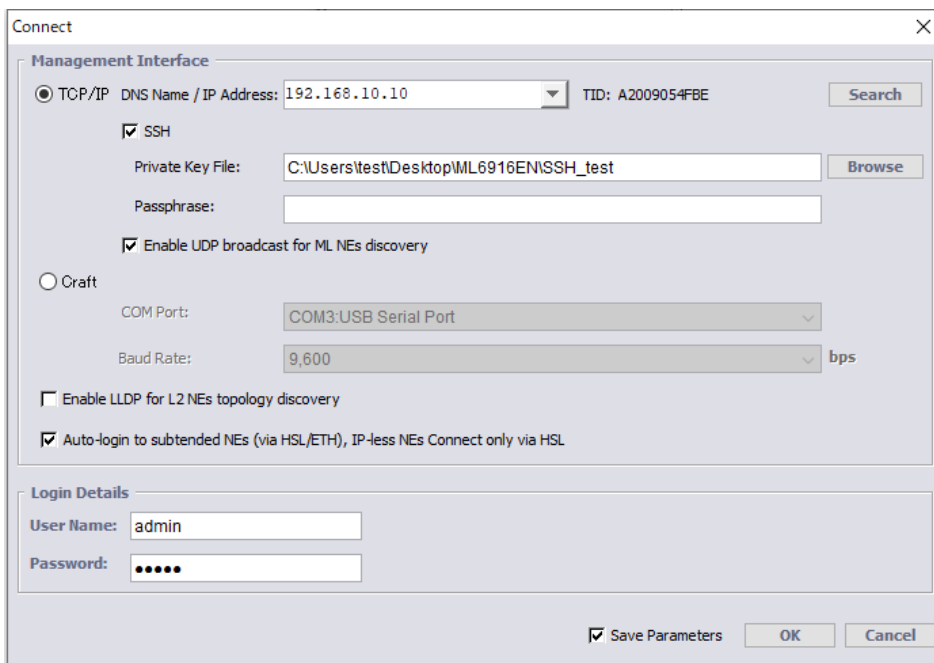 Connect
Management Interface
TCP/IP DNS Name / IP Address: 192.168.10.10 TID: A2009054FBE Search
SSH
Private Key File: C:\Users\test\Desktop\ML6916EN\SSH_test Browse
Passphrase:
Enable UDP broadcast for ML NEs discovery
Craft
COM Port: COM3:USB Serial Port
Baud Rate: 9,600 bps
Enable LLDP for L2 NEs topology discovery
Auto-login to subtended NEs (via HSL/ETH), IP-less NEs Connect only via HSL
Login Details
User Name: admin
Password: •••••
Save Parameters OK Cancel